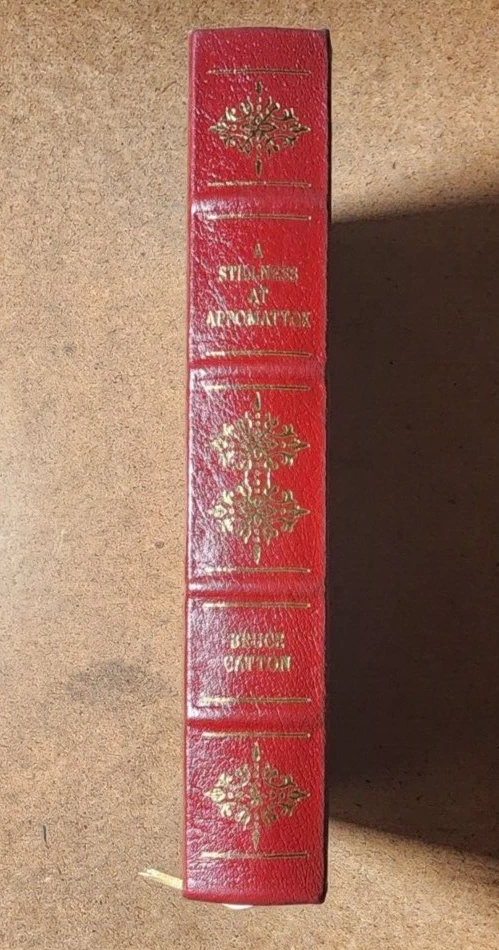 A
STILLNESS
AT
APPOMATTOX
BRUCE
CATTON